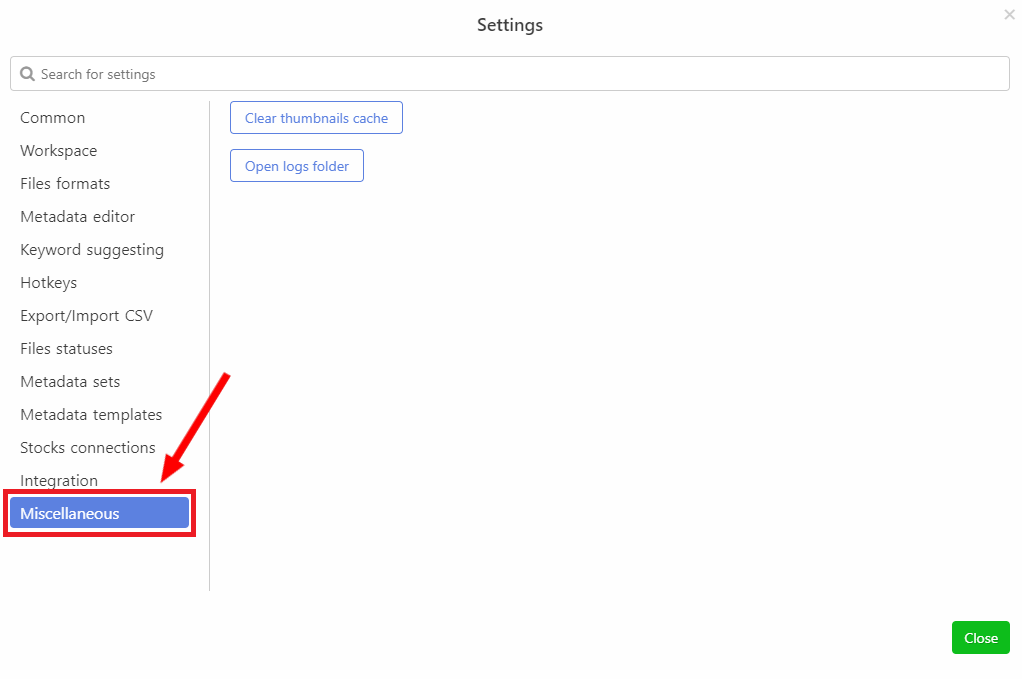 Settings
Search for settings
Common
Workspace
Files formats
Metadata editor
Keyword suggesting
Hotkeys
Export/Import CSV
Files statuses
Metadata sets
Metadata templates
Stocks connections
Integration
Miscellaneous
Clear thumbnails cache
Open logs folder
Close